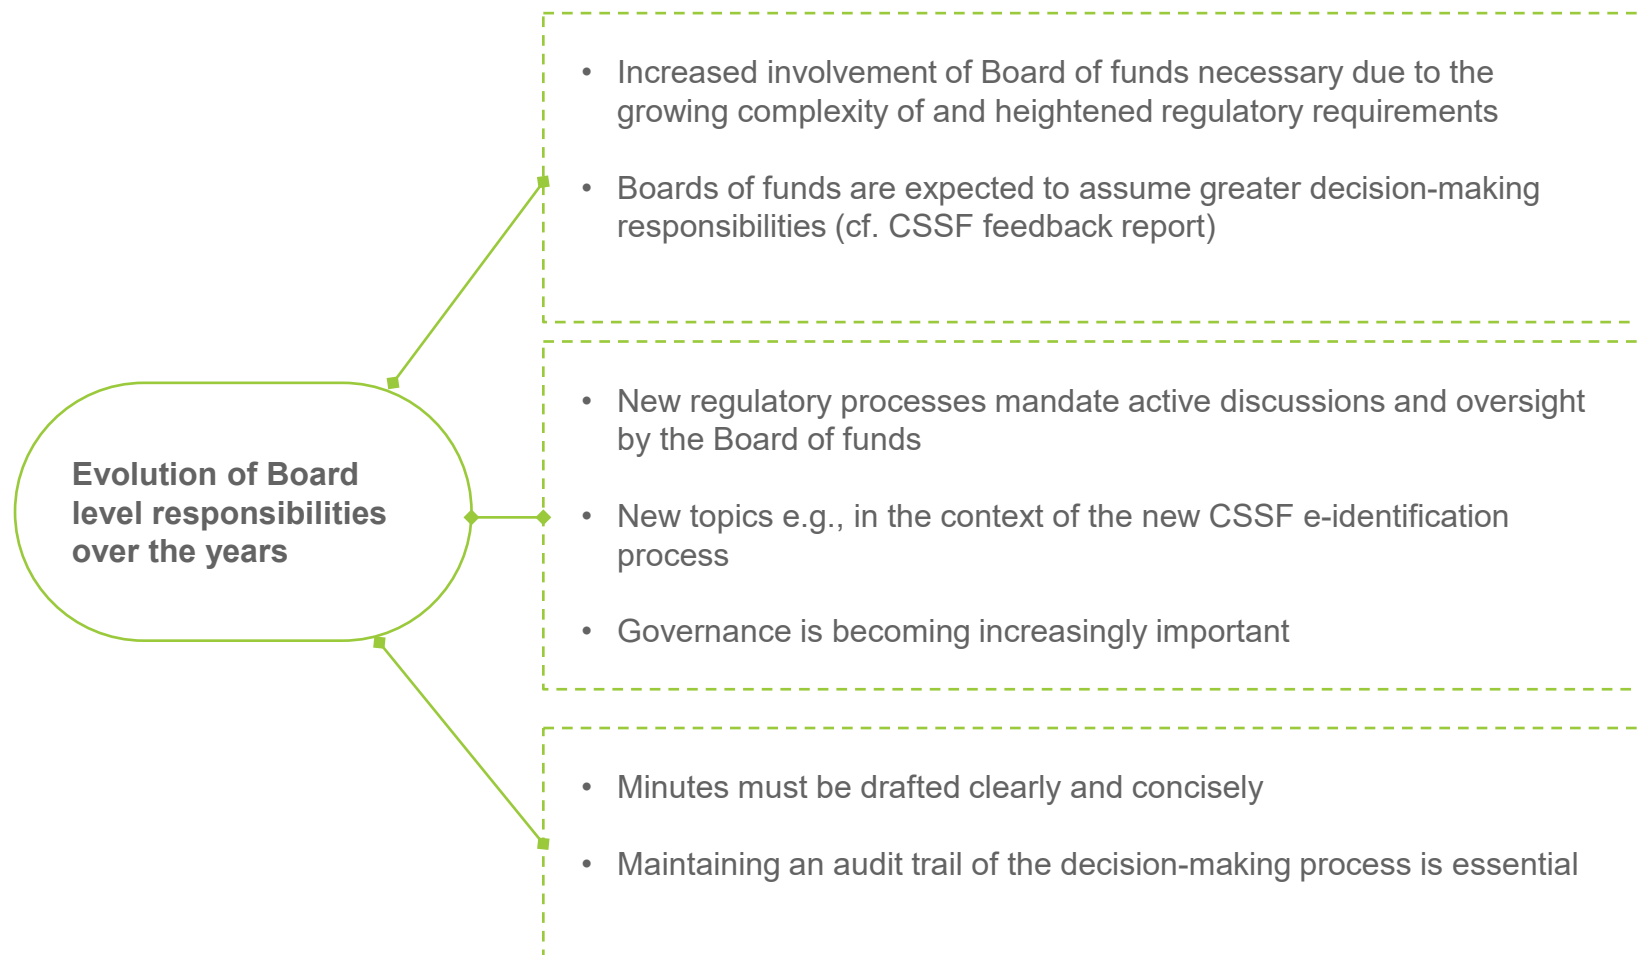 • Increased involvement of Board of funds necessary due to the
growing complexity of and heightened regulatory requirements
• Boards of funds are expected to assume greater decision-making
responsibilities (cf. CSSF feedback report)
Evolution of Board
level responsibilities
over the years
• New regulatory processes mandate active discussions and oversight
by the Board of funds
• New topics e.g., in the context of the new CSSF e-identification
process
• Governance is becoming increasingly important
• Minutes must be drafted clearly and concisely
• Maintaining an audit trail of the decision-making process is essential